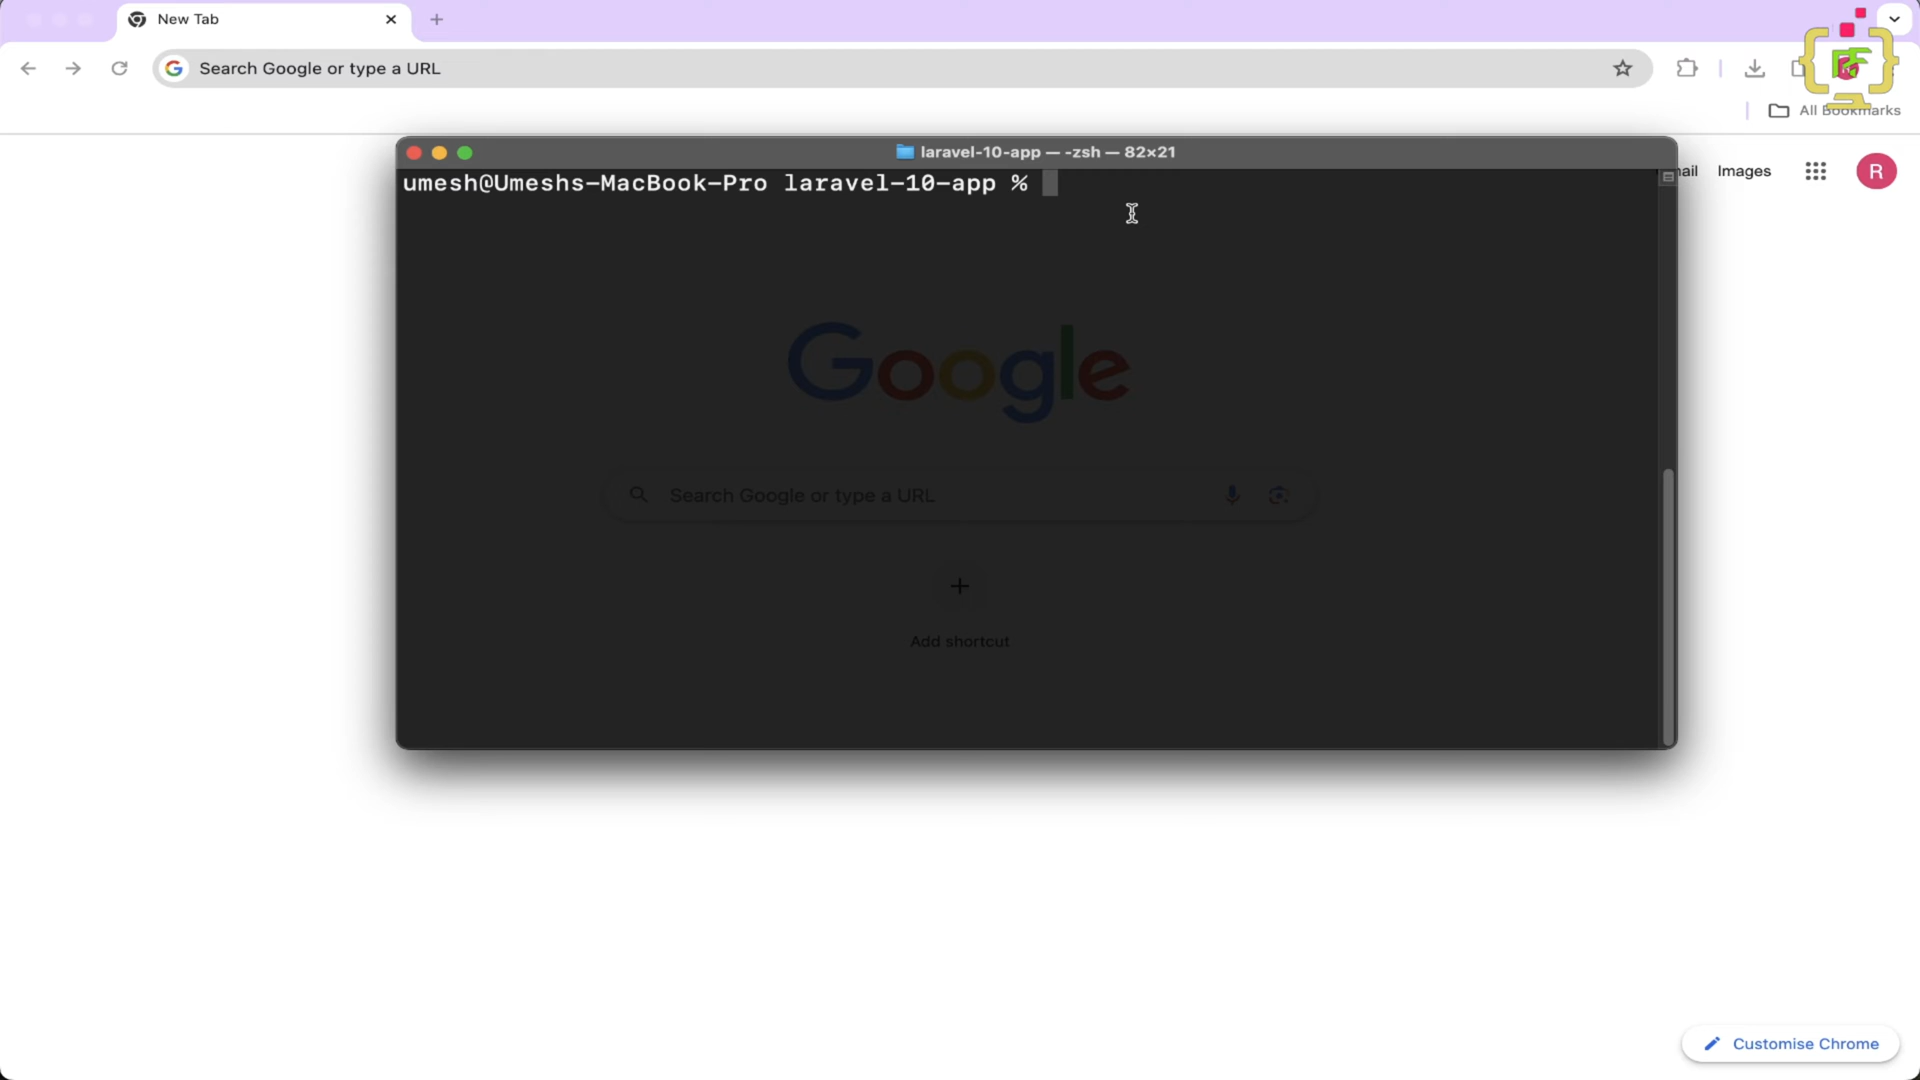 New Tab
Search Google or type a URL
All Bookmarks
laravel-10-app — -zsh — 82×21
umesh@Umeshs-MacBook-Pro laravel-10-app %
ail
Images
R
Google
Search Google or type a URL
Add shortcut
Customise Chrome